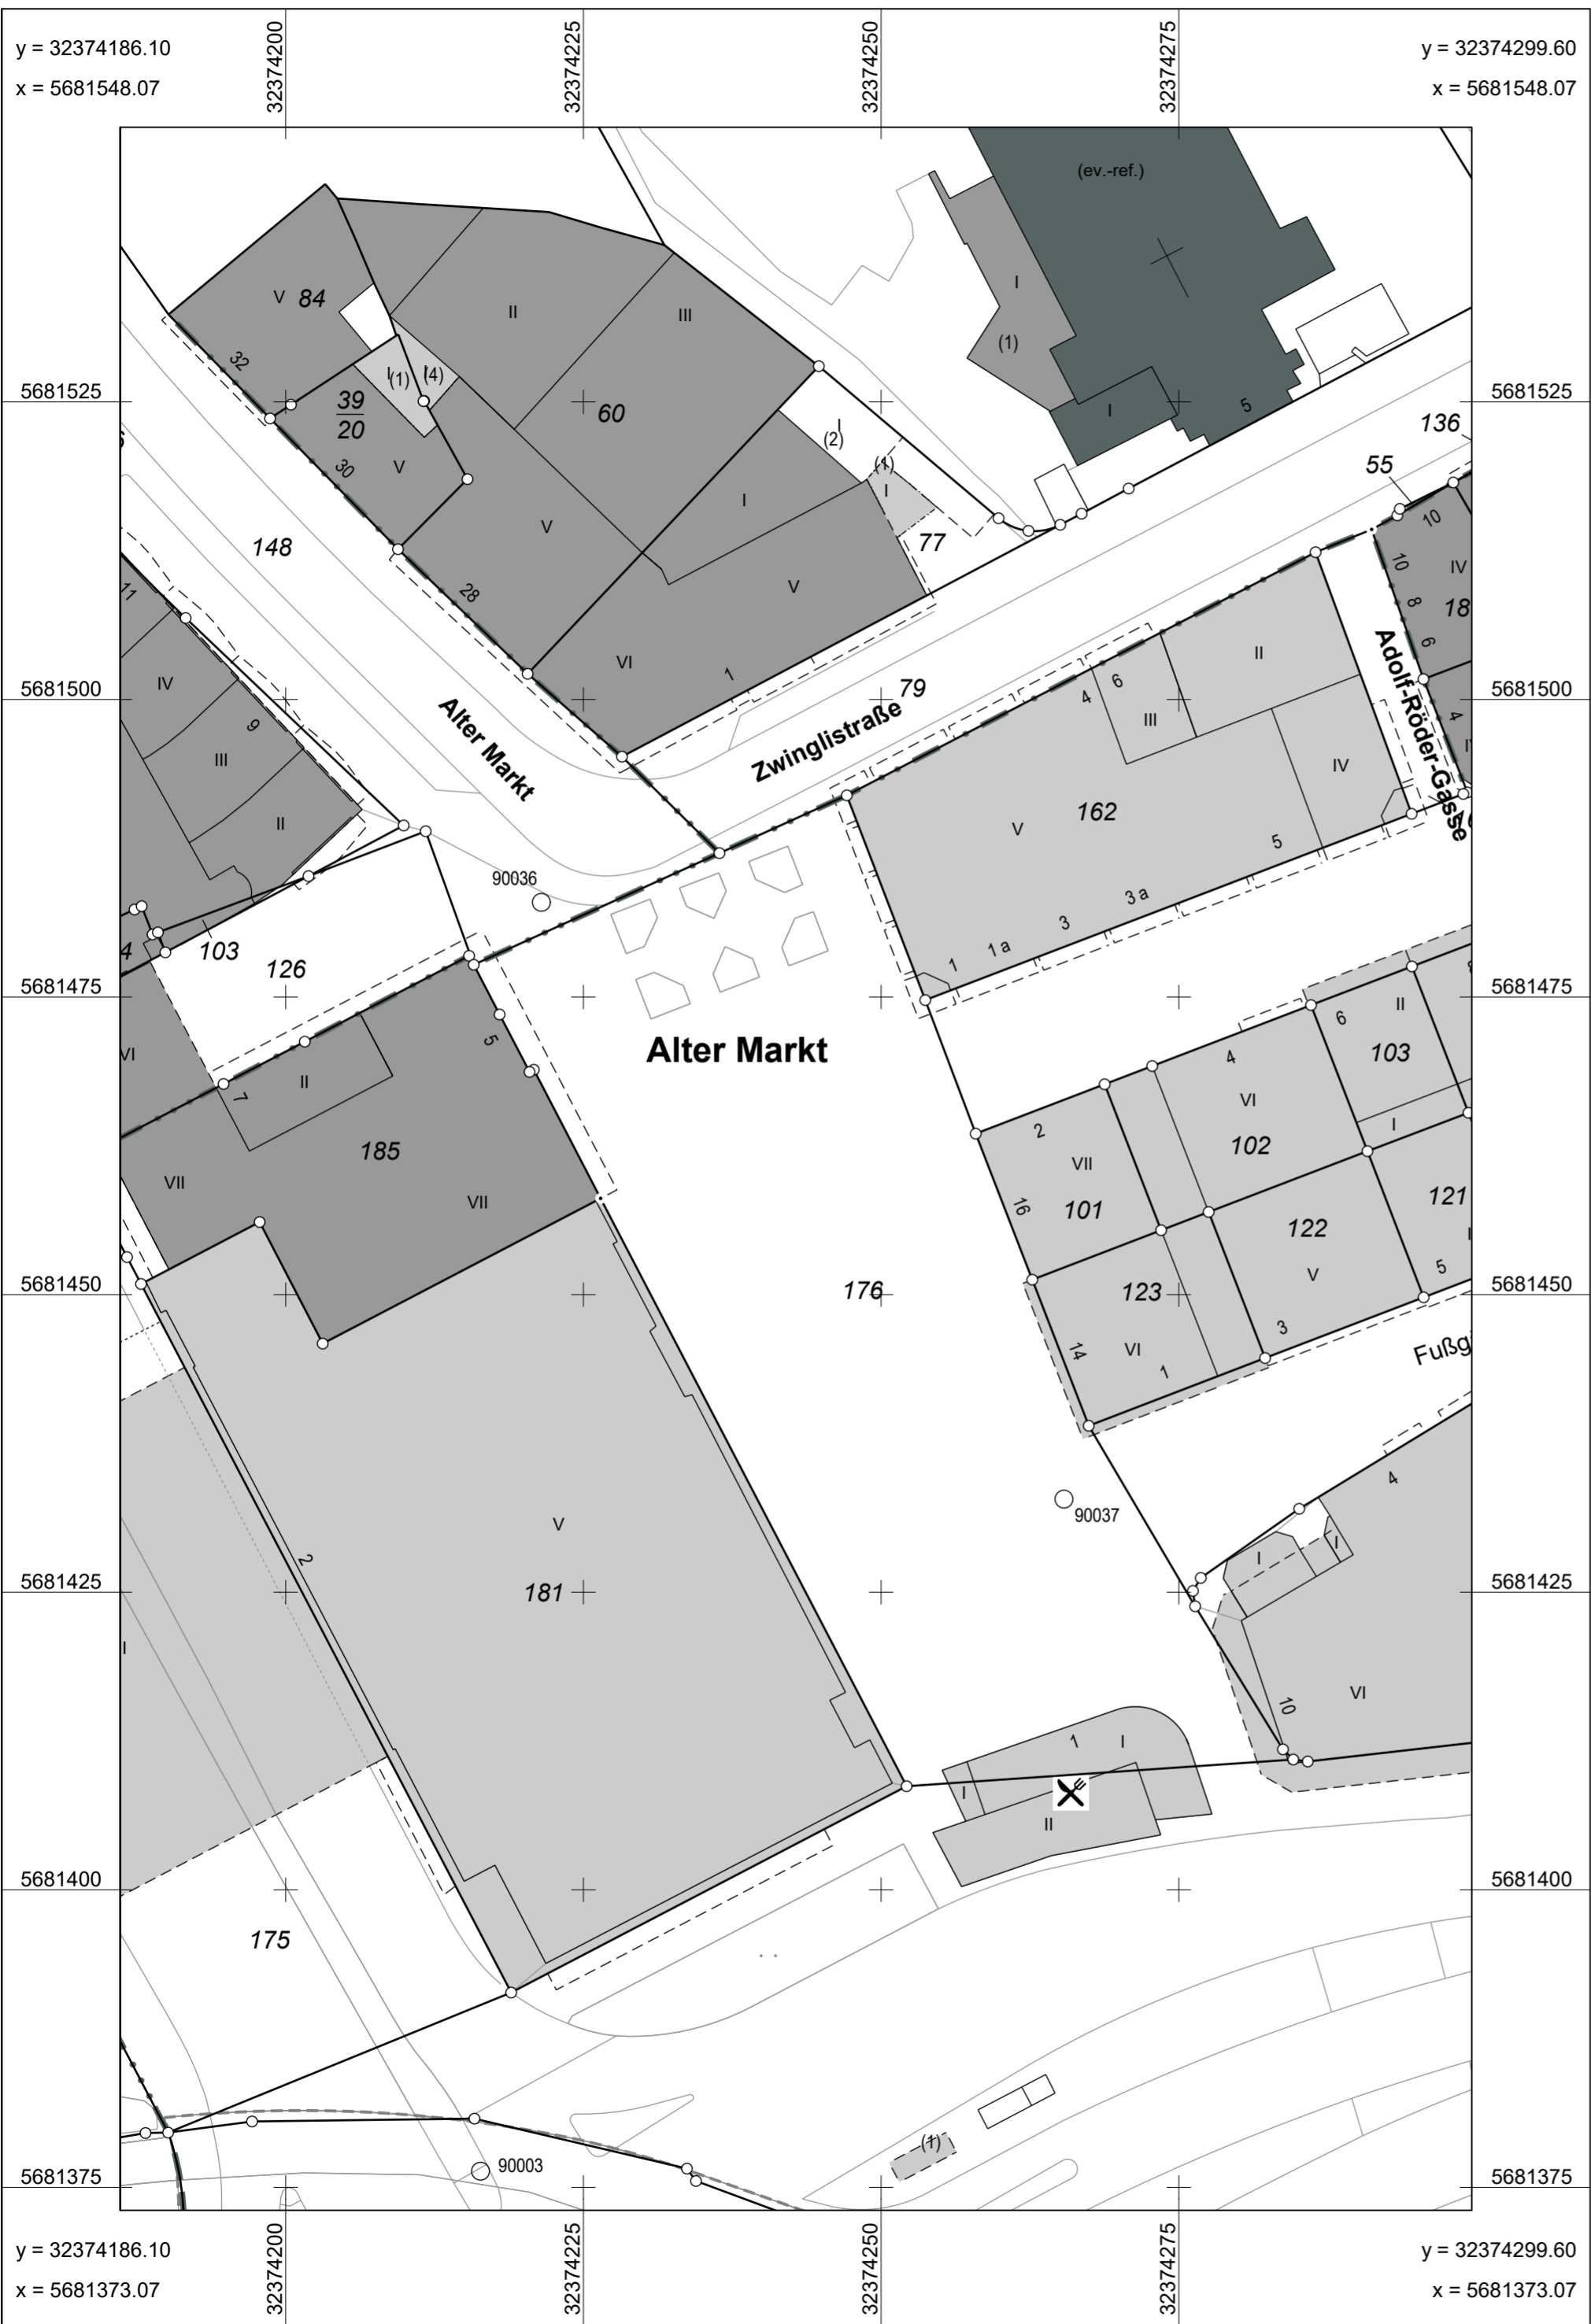 y = 32374186.10
x = 5681548.07
32374200
32374225
32374250
32374275
y = 32374299.60
x = 5681548.07
(ev.-ref.)
V 84
II
III
I
(1)
32
I
(1)
(4)
5681525
39
20
60
I
(2)
I
5
5681525
136
30
V
(1)
I
I
55
10
V
148
77
10
IV
11
28
V
8
18
6
IV
VI
1
II
5681500
79
4
6
5681500
9
III
4
III
Alter Markt
Zwinglistraße
Adolf-Röder-Gasse
IV
II
162
V
5
90036
3 a
4
103
3
126
1 a
1
5681475
5681475
II
6
5
Alter Markt
103
VI
4
II
VI
7
I
2
185
102
VII
VII
VII
121
16
101
122
5681450
176
123
V
5
5681450
14
VI
3
1
Fußg
90037
4
V
2
I
I
5681425
181
5681425
I
10
VI
1
I
I
II
5681400
5681400
175
(1)
90003
5681375
5681375
y = 32374186.10
x = 5681373.07
32374200
32374225
32374250
32374275
y = 32374299.60
x = 5681373.07